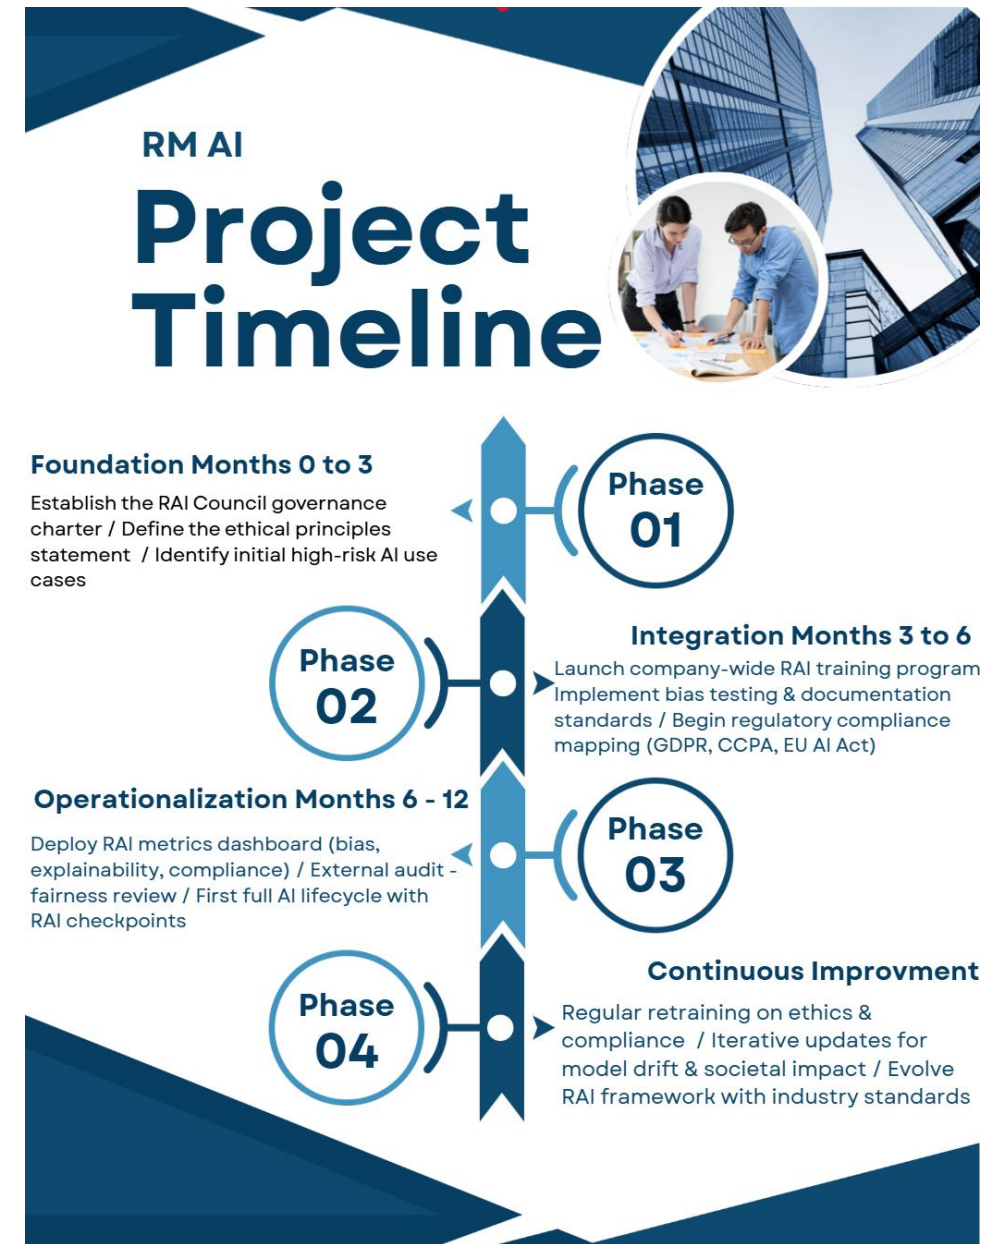 RM AI
Project
Timeline
Foundation Months 0 to 3
Establish the RAI Council governance
charter / Define the ethical principles
statement / Identify initial high-risk AI use
cases
Phase
01
Phase
02
Integration Months 3 to 6
Launch company-wide RAI training program
Implement bias testing & documentation
standards / Begin regulatory compliance
mapping (GDPR, CCPA, EU AI Act)
Operationalization Months 6 - 12
Deploy RAI metrics dashboard (bias,
explainability, compliance) / External audit -
fairness review / First full AI lifecycle with
RAI checkpoints
Phase
03
Phase
04
Continuous Improvment
Regular retraining on ethics &
compliance / Iterative updates for
model drift & societal impact / Evolve
RAI framework with industry standards